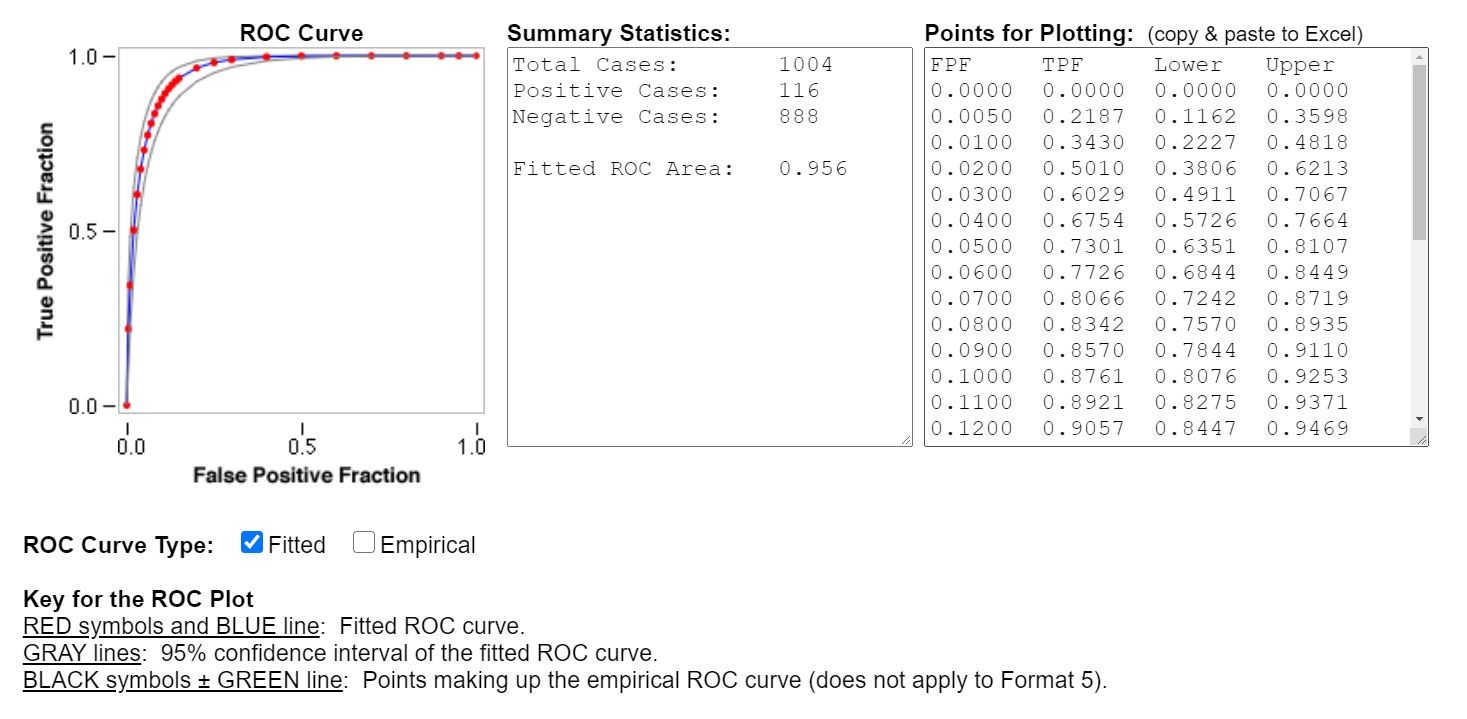 ROC Curve
1.0
0.5
0.0
0.0 0.5 1.0
True Positive Fraction
False Positive Fraction
Summary Statistics:
Total Cases: 1004
Positive Cases: 116
Negative Cases: 888
Fitted ROC Area: 0.956
Points for Plotting: (copy & paste to Excel)
FPF TPF Lower Upper
0.0000 0.0000 0.0000 0.0000
0.0050 0.2187 0.1162 0.3598
0.0100 0.3430 0.2227 0.4818
0.0200 0.5010 0.3806 0.6213
0.0300 0.6029 0.4911 0.7067
0.0400 0.6754 0.5726 0.7664
0.0500 0.7301 0.6351 0.8107
0.0600 0.7726 0.6844 0.8449
0.0700 0.8066 0.7242 0.8719
0.0800 0.8342 0.7570 0.8935
0.0900 0.8570 0.7844 0.9110
0.1000 0.8761 0.8076 0.9253
0.1100 0.8921 0.8275 0.9371
0.1200 0.9057 0.8447 0.9469
ROC Curve Type: Fitted Empirical
Key for the ROC Plot
RED symbols and BLUE line: Fitted ROC curve.
GRAY lines: 95% confidence interval of the fitted ROC curve.
BLACK symbols ± GREEN line: Points making up the empirical ROC curve (does not apply to Format 5).